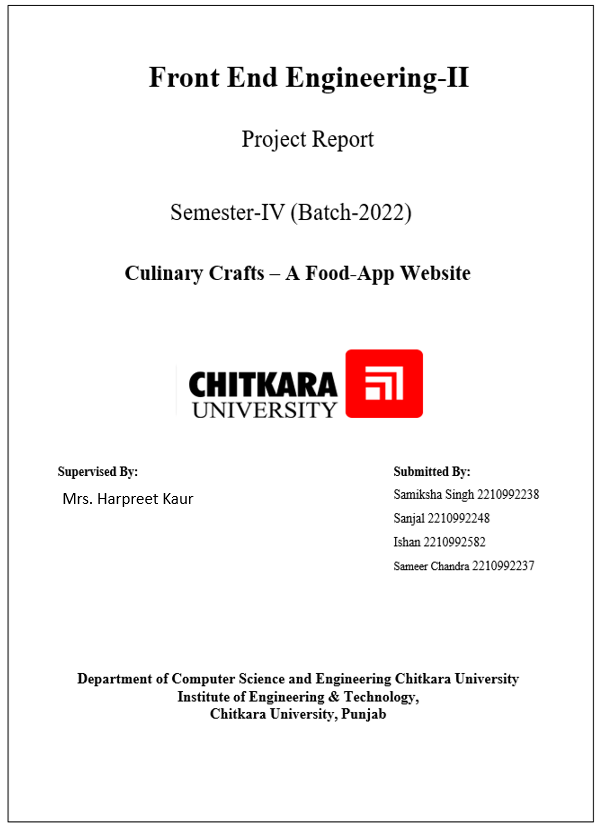 Front End Engineering-II
Project Report
Semester-IV (Batch-2022)
Culinary Crafts – A Food-App Website
CHITKARA
UNIVERSITY
Supervised By:
Mrs. Harpreet Kaur
Submitted By:
Samiksha Singh 2210992238
Sanjal 2210992248
Ishan 2210992582
Sameer Chandra 2210992237
Department of Computer Science and Engineering Chitkara University
Institute of Engineering & Technology,
Chitkara University, Punjab